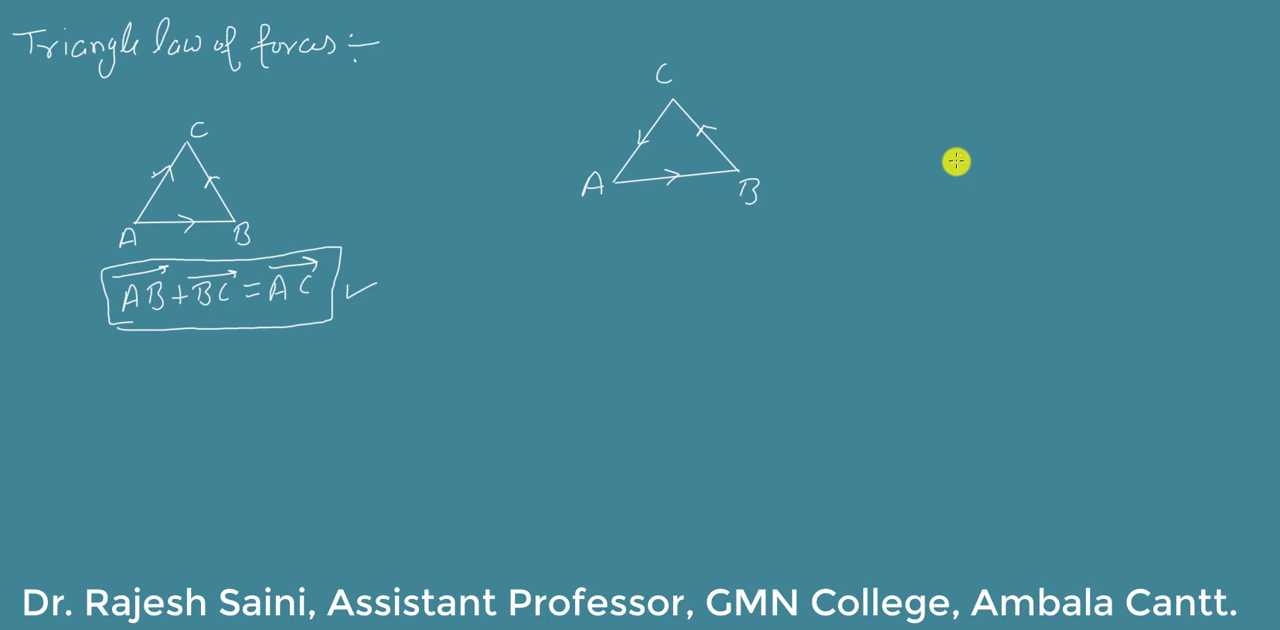 Triangle law of forces :-
C
A
B
AB + BC = AC ✓
C
A
B
Dr. Rajesh Saini, Assistant Professor, GMN College, Ambala Cantt.